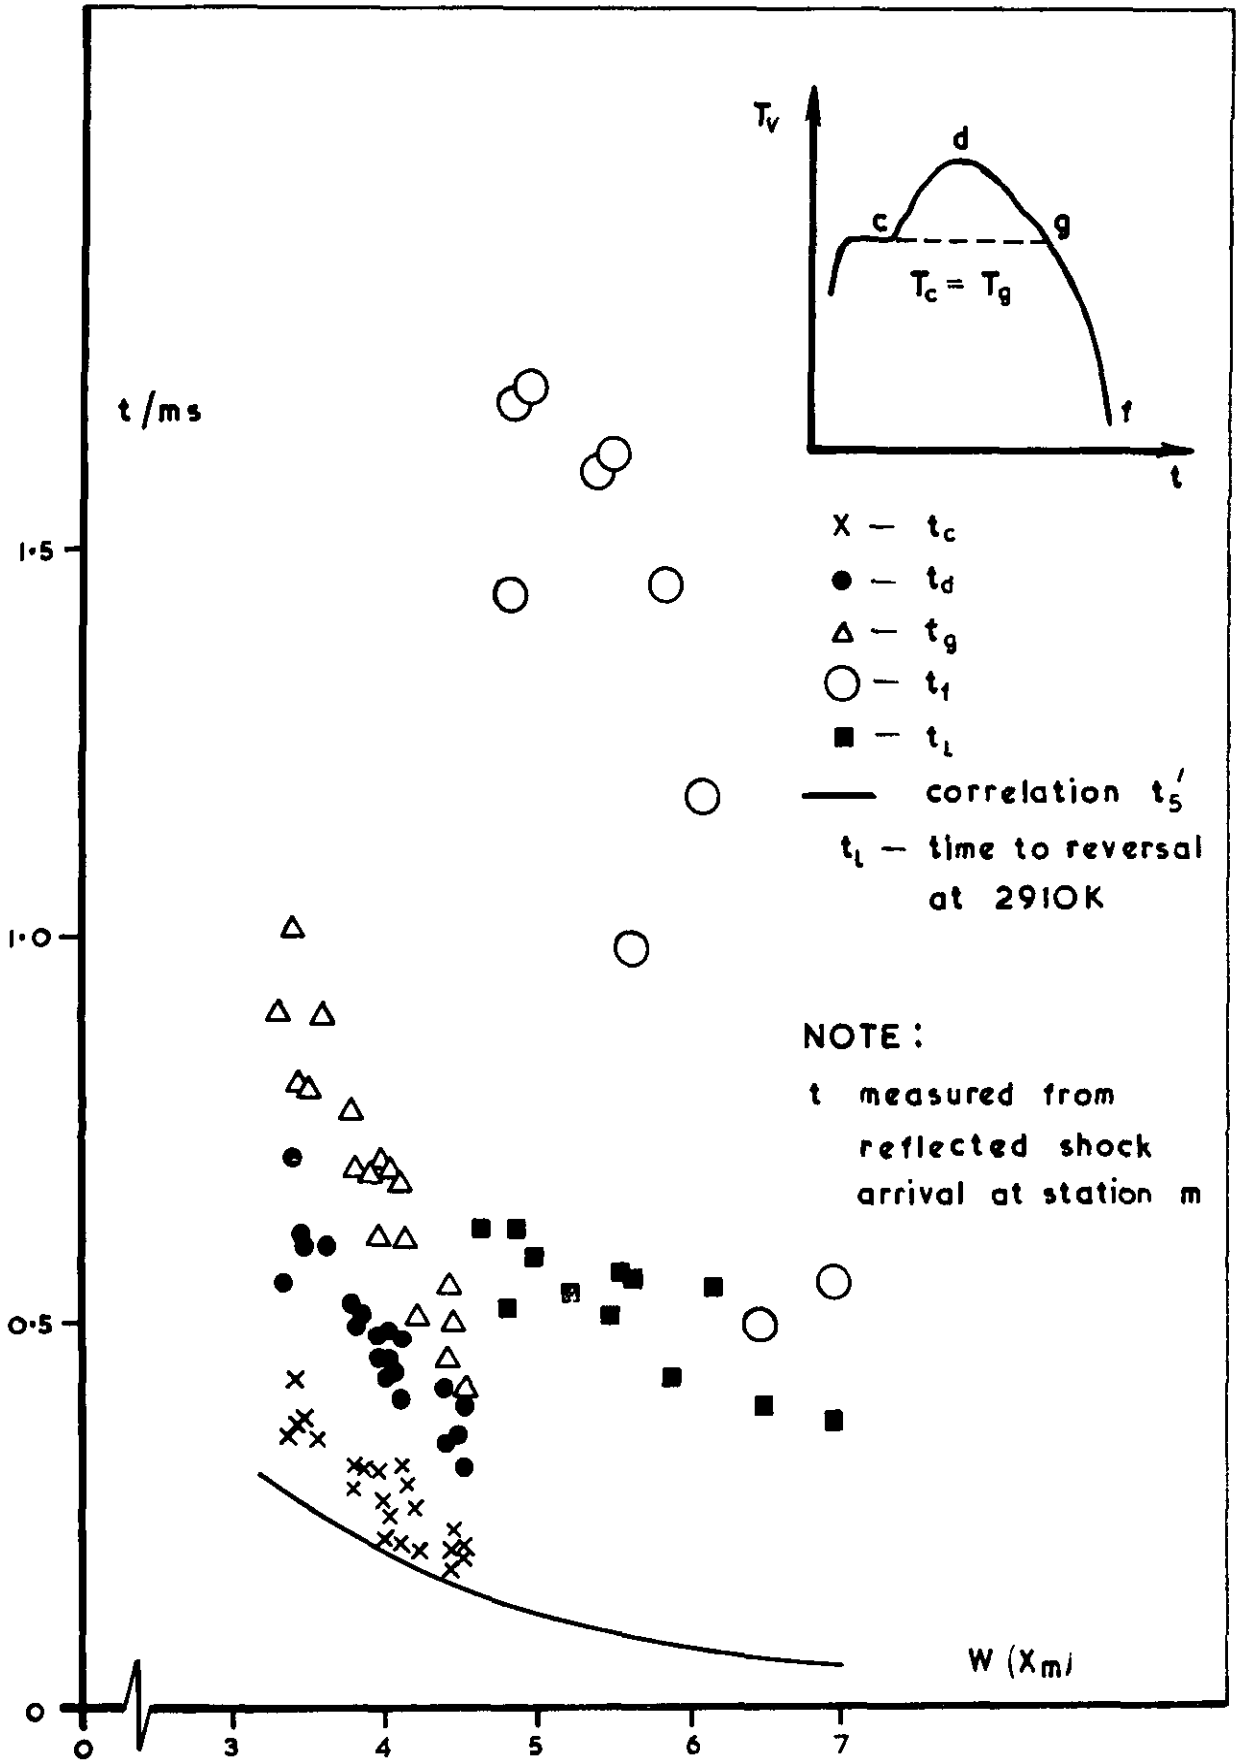 Tv
d
c
g
Tc = Tg
f
t
t/ms
x — tc
● — td
△ — tg
○ — tf
■ — tl
— correlation t5′
tl — time to reversal
at 2910K
NOTE:
t measured from
reflected shock
arrival at station m
1·5
1·0
0·5
0
W (Xm)
0 3 4 5 6 7